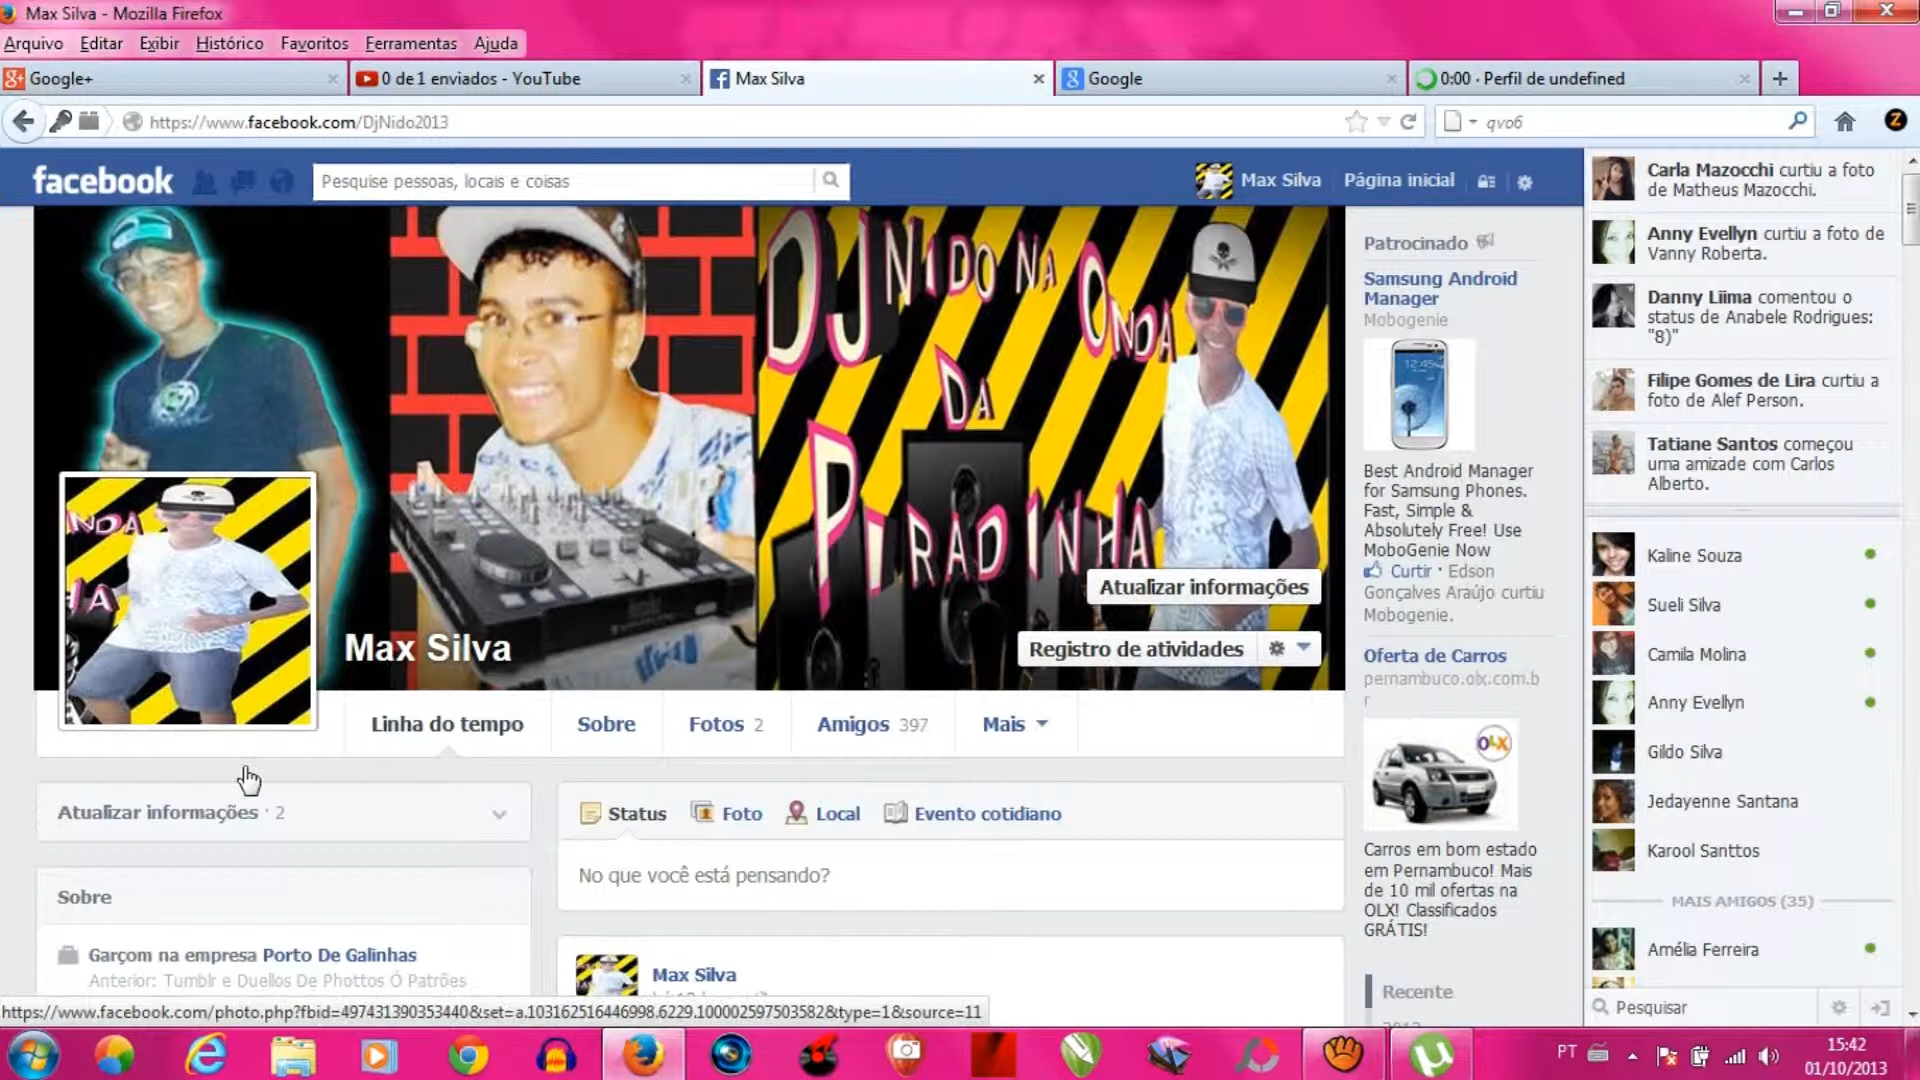 Max Silva - Mozilla Firefox
Arquivo Editar Exibir Histórico Favoritos Ferramentas Ajuda
Google+
0 de 1 enviados - YouTube
Max Silva
Google
0:00 · Perfil de undefined
https://www.facebook.com/DjNido2013
qvo6
facebook
Pesquise pessoas, locais e coisas
Max Silva
Página inicial
DJ NIDO NA ONDA
DA
PIRADINHA
NDA
HA
Max Silva
Atualizar informações
Registro de atividades
Linha do tempo
Sobre
Fotos 2
Amigos 397
Mais
Atualizar informações · 2
Sobre
Garçom na empresa Porto De Galinhas
Anterior: Tumblr e Duellos De Phottos Ó Patrões
Status
Foto
Local
Evento cotidiano
No que você está pensando?
Max Silva
https://www.facebook.com/photo.php?fbid=497431390353440&set=a.103162516446998.6229.100002597503582&type=1&source=11
Patrocinado
Samsung Android
Manager
Mobogenie
12:45
Best Android Manager
for Samsung Phones.
Fast, Simple &
Absolutely Free! Use
MoboGenie Now
Curtir · Edson
Gonçalves Araújo curtiu
Mobogenie.
Oferta de Carros
pernambuco.olx.com.b
r
OLX
Carros em bom estado
em Pernambuco! Mais
de 10 mil ofertas na
OLX! Classificados
GRÁTIS!
Recente
2013
Carla Mazocchi curtiu a foto
de Matheus Mazocchi.
Anny Evellyn curtiu a foto de
Vanny Roberta.
Danny Liima comentou o
status de Anabele Rodrigues:
"8)"
Filipe Gomes de Lira curtiu a
foto de Alef Person.
Tatiane Santos começou
uma amizade com Carlos
Alberto.
Kaline Souza
Sueli Silva
Camila Molina
Anny Evellyn
Gildo Silva
Jedayenne Santana
Karool Santtos
MAIS AMIGOS (35)
Amélia Ferreira
Pesquisar
PT
15:42
01/10/2013